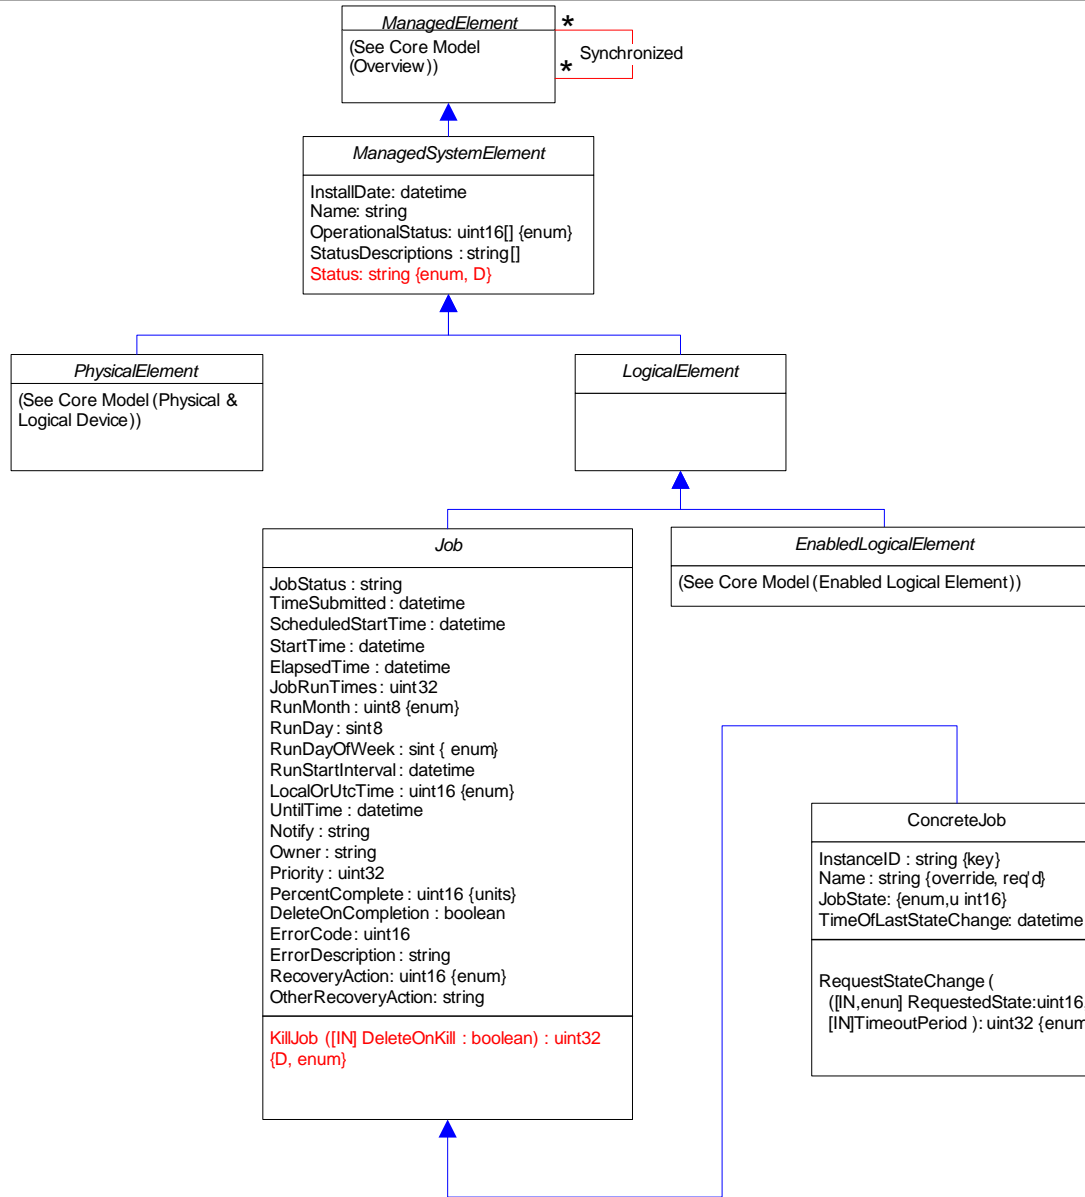 ManagedElement
(See Core Model
(Overview))
*
Synchronized
*
ManagedSystemElement
InstallDate: datetime
Name: string
OperationalStatus: uint16[] {enum}
StatusDescriptions : string[]
Status: string {enum, D}
PhysicalElement
(See Core Model (Physical &
Logical Device))
LogicalElement
Job
JobStatus : string
TimeSubmitted : datetime
ScheduledStartTime : datetime
StartTime : datetime
ElapsedTime : datetime
JobRunTimes : uint32
RunMonth : uint8 {enum}
RunDay : sint8
RunDayOfWeek : sint { enum}
RunStartInterval : datetime
LocalOrUtcTime : uint16 {enum}
UntilTime : datetime
Notify : string
Owner : string
Priority : uint32
PercentComplete : uint16 {units}
DeleteOnCompletion : boolean
ErrorCode: uint16
ErrorDescription : string
RecoveryAction: uint16 {enum}
OtherRecoveryAction: string
KillJob ([IN] DeleteOnKill : boolean) : uint32
{D, enum}
EnabledLogicalElement
(See Core Model (Enabled Logical Element))
ConcreteJob
InstanceID : string {key}
Name : string {override, req'd}
JobState: {enum,u int16}
TimeOfLastStateChange: datetime
RequestStateChange (
([IN,enun] RequestedState:uint16
[IN]TimeoutPeriod ): uint32 {enum